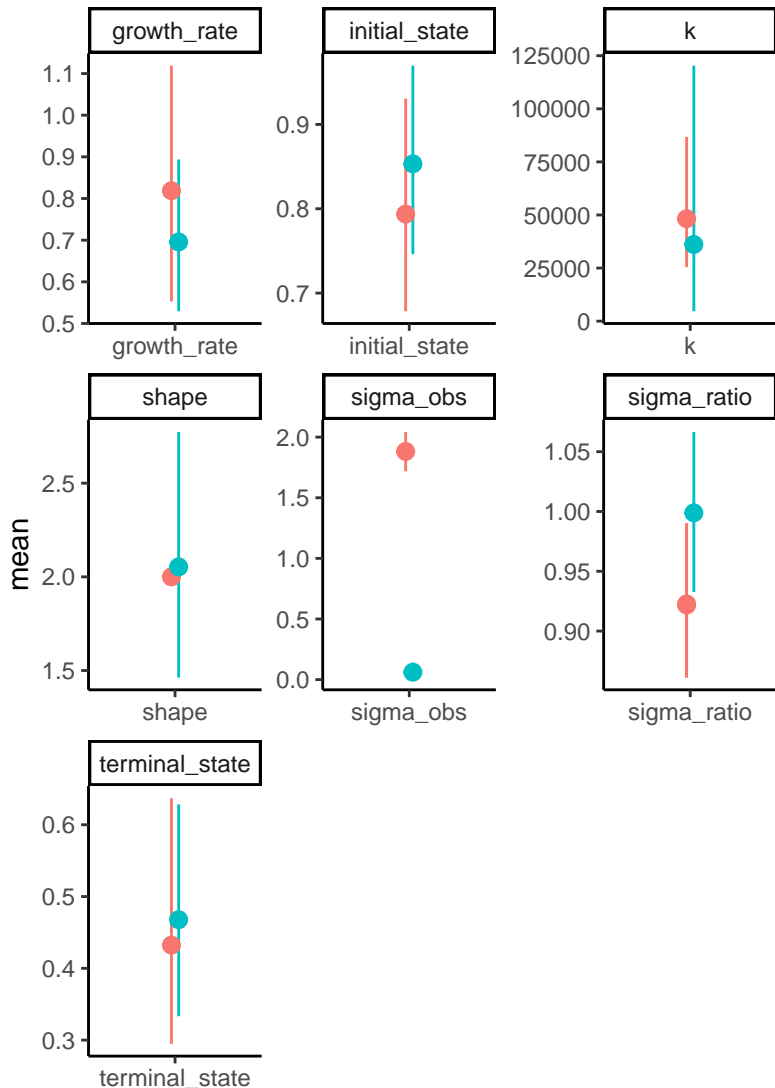 growth_rate
initial_state
k
1.1
1.0
0.9
0.8
0.7
0.6
0.5
0.9
0.8
0.7
125000
100000
75000
50000
25000
0
growth_rate
initial_state
k
mean
shape
sigma_obs
sigma_ratio
2.5
2.0
1.5
2.0
1.5
1.0
0.5
0.0
1.05
1.00
0.95
0.90
shape
sigma_obs
sigma_ratio
terminal_state
0.6
0.5
0.4
0.3
terminal_state